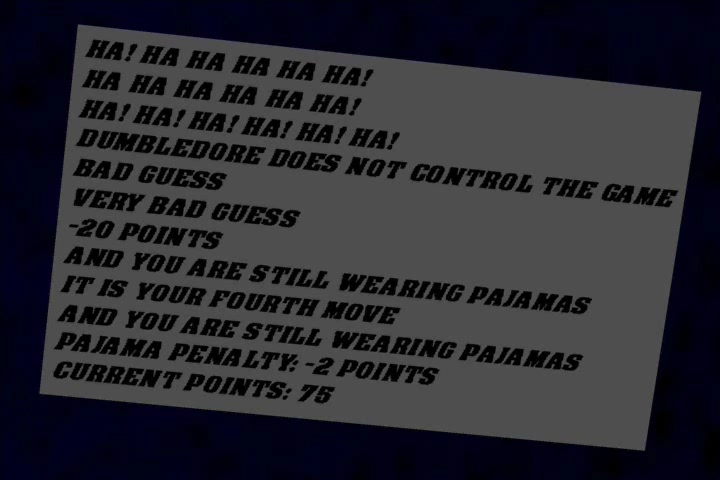 HA! HA HA HA HA HA!
HA HA HA HA HA HA!
HA! HA! HA! HA! HA! HA!
DUMBLEDORE DOES NOT CONTROL THE GAME
BAD GUESS
VERY BAD GUESS
-20 POINTS
AND YOU ARE STILL WEARING PAJAMAS
IT IS YOUR FOURTH MOVE
AND YOU ARE STILL WEARING PAJAMAS
PAJAMA PENALTY: -2 POINTS
CURRENT POINTS: 75